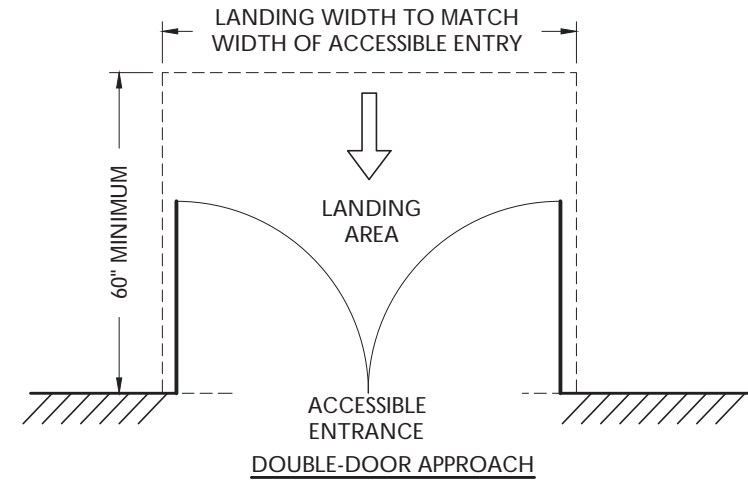 LANDING WIDTH TO MATCH
WIDTH OF ACCESSIBLE ENTRY
60" MINIMUM
LANDING
AREA
ACCESSIBLE
ENTRANCE
DOUBLE-DOOR APPROACH